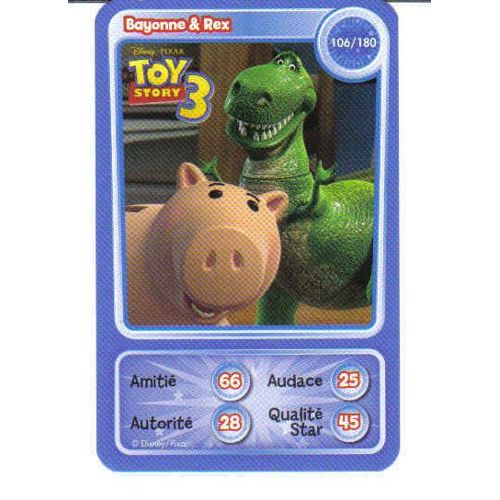 Bayonne & Rex
106/180
Disney • PIXAR
TOY
STORY 3
Amitié 66
Audace 25
Autorité 28
Qualité
Star 45
© Disney/Pixar